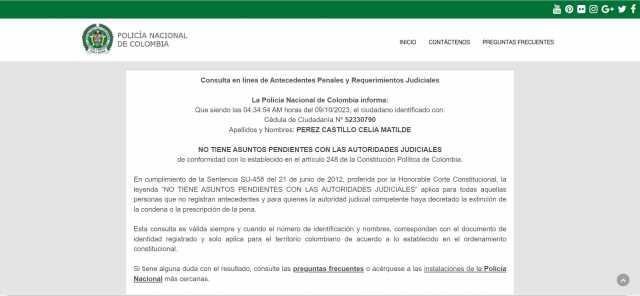 POLICÍA NACIONAL
DE COLOMBIA
INICIO CONTÁCTENOS PREGUNTAS FRECUENTES
Consulta en línea de Antecedentes Penales y Requerimientos Judiciales
La Policía Nacional de Colombia informa:
Que siendo las 04:34:54 AM horas del 09/10/2023, el ciudadano identificado con:
Cédula de Ciudadanía Nº 52330790
Apellidos y Nombres: PEREZ CASTILLO CELIA MATILDE
NO TIENE ASUNTOS PENDIENTES CON LAS AUTORIDADES JUDICIALES
de conformidad con lo establecido en el artículo 248 de la Constitución Política de Colombia.
En cumplimiento de la Sentencia SU-458 del 21 de junio de 2012, proferida por la Honorable Corte Constitucional, la
leyenda "NO TIENE ASUNTOS PENDIENTES CON LAS AUTORIDADES JUDICIALES" aplica para todas aquellas
personas que no registran antecedentes y para quienes la autoridad judicial competente haya decretado la extinción de
la condena o la prescripción de la pena.
Esta consulta es válida siempre y cuando el número de identificación y nombres, correspondan con el documento de
identidad registrado y solo aplica para el territorio colombiano de acuerdo a lo establecido en el ordenamiento
constitucional.
Si tiene alguna duda con el resultado, consulte las preguntas frecuentes o acérquese a las instalaciones de la Policía
Nacional más cercanas.